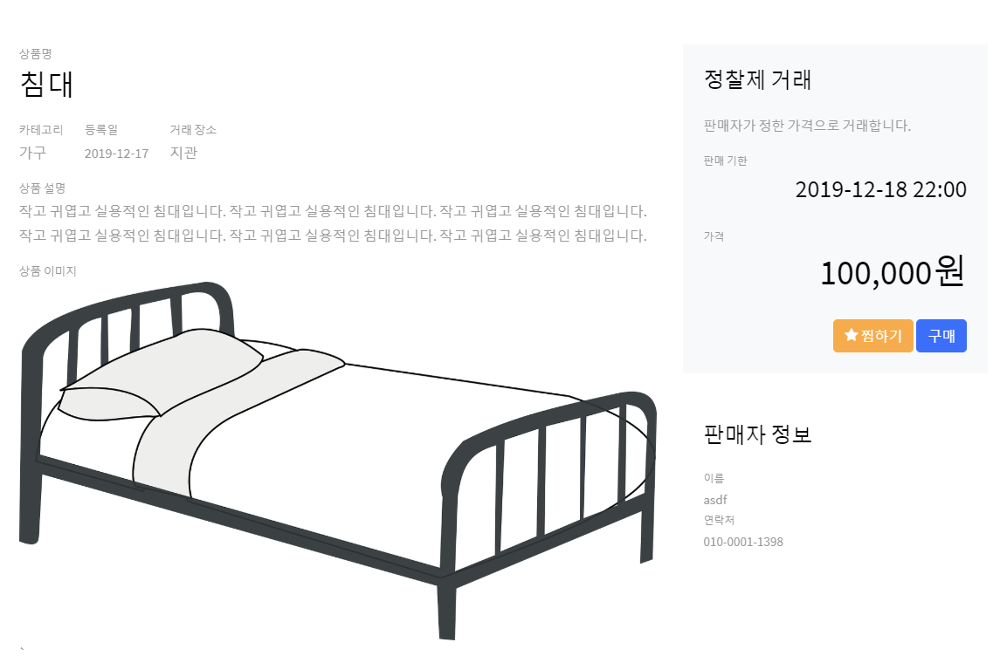 상품명
침대
카테고리 등록일 거래 장소
가구 2019-12-17 지관
상품 설명
작고 귀엽고 실용적인 침대입니다. 작고 귀엽고 실용적인 침대입니다. 작고 귀엽고 실용적인 침대입니다.
작고 귀엽고 실용적인 침대입니다. 작고 귀엽고 실용적인 침대입니다. 작고 귀엽고 실용적인 침대입니다.
상품 이미지
정찰제 거래
판매자가 정한 가격으로 거래합니다.
판매 기한
2019-12-18 22:00
가격
100,000원
찜하기 구매
판매자 정보
이름
asdf
연락처
010-0001-1398